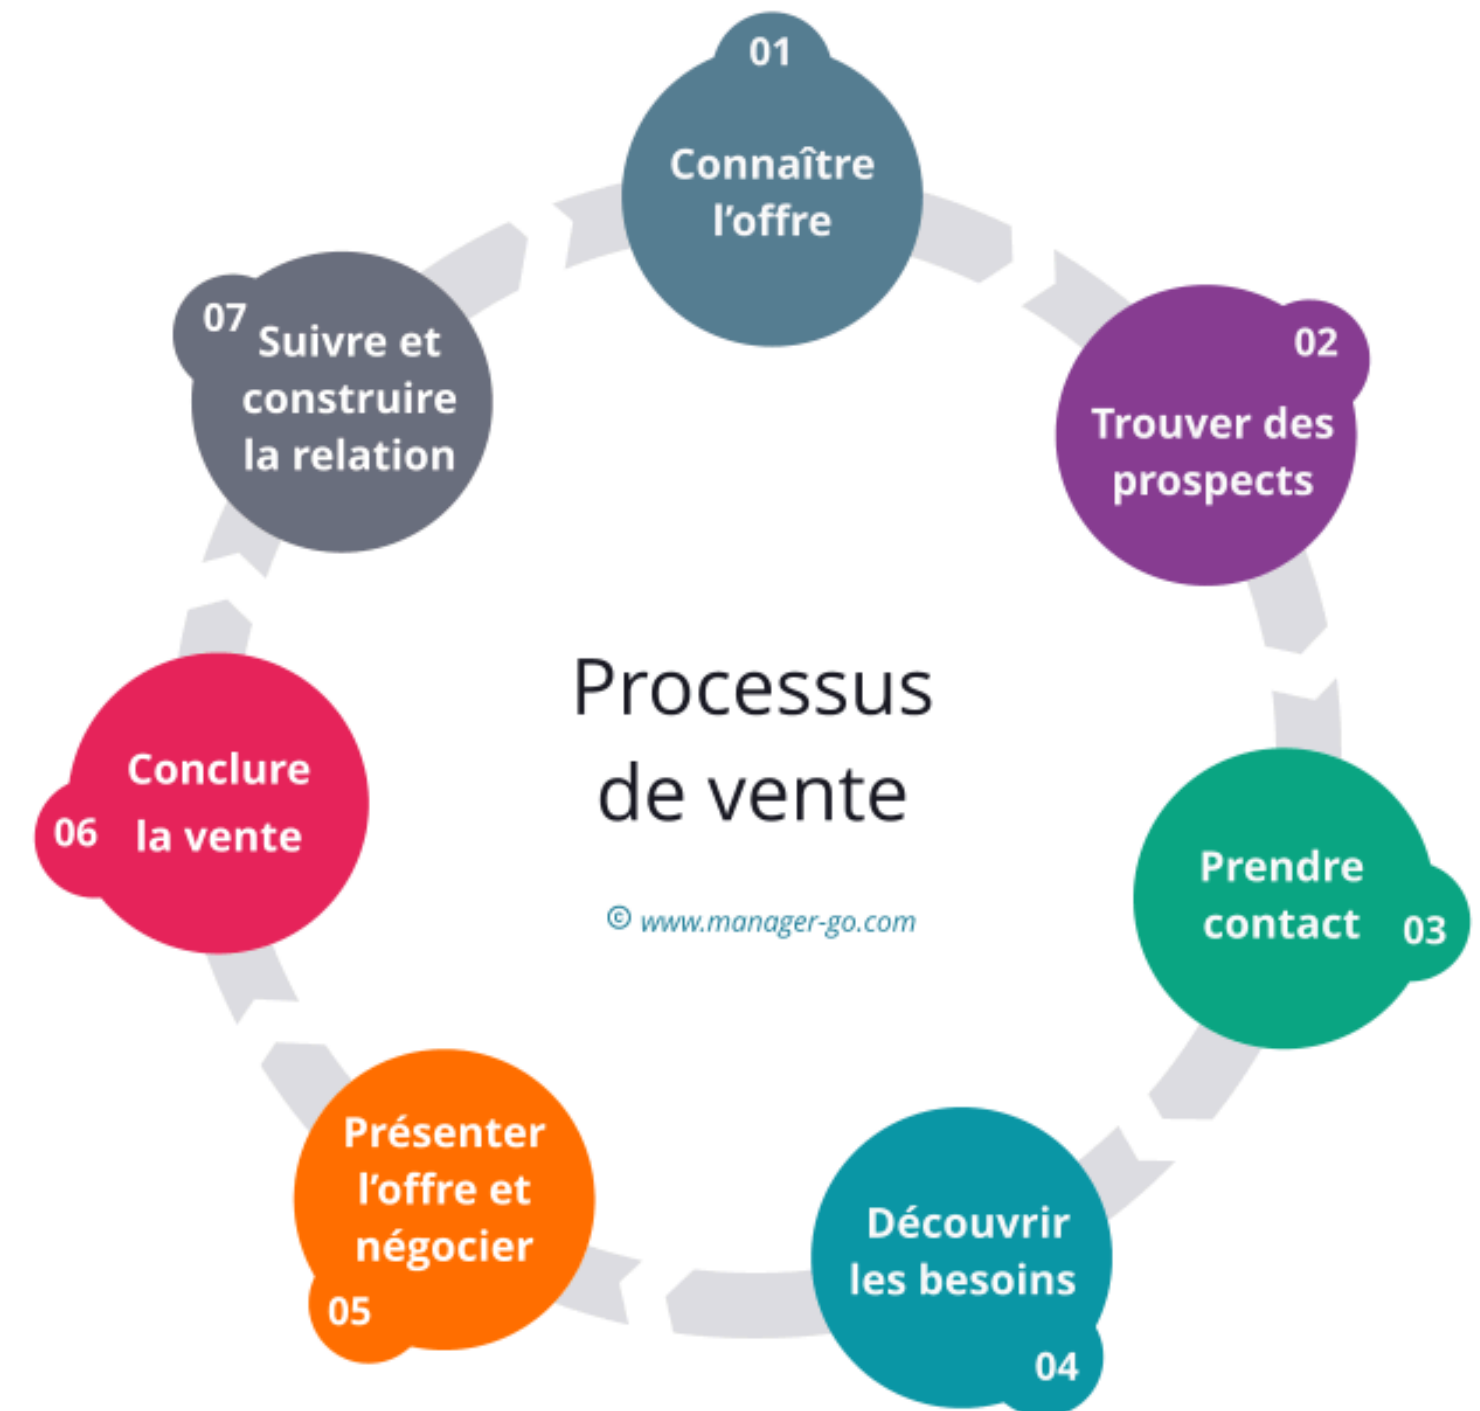 01
Connaître
l’offre
02
Trouver des
prospects
03
Prendre
contact
04
Découvrir
les besoins
05
Présenter
l’offre et
négocier
06
Conclure
la vente
07
Suivre et
construire
la relation
Processus
de vente
© www.manager-go.com